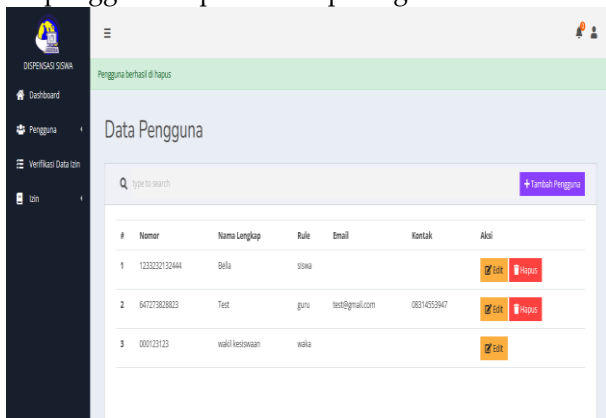 DISPENSASI SISWA
Dashboard
Pengguna
Verifikasi Data Izin
Izin
Pengguna berhasil di hapus
Data Pengguna
type to search
+Tambah Pengguna
# Nomor Nama Lengkap Rule Email Kontak Aksi
1 1233232132444 Bella siswa Edit Hapus
2 647273828823 Test guru test@gmail.com 08314553947 Edit Hapus
3 000123123 wakil kesiswaan waka Edit